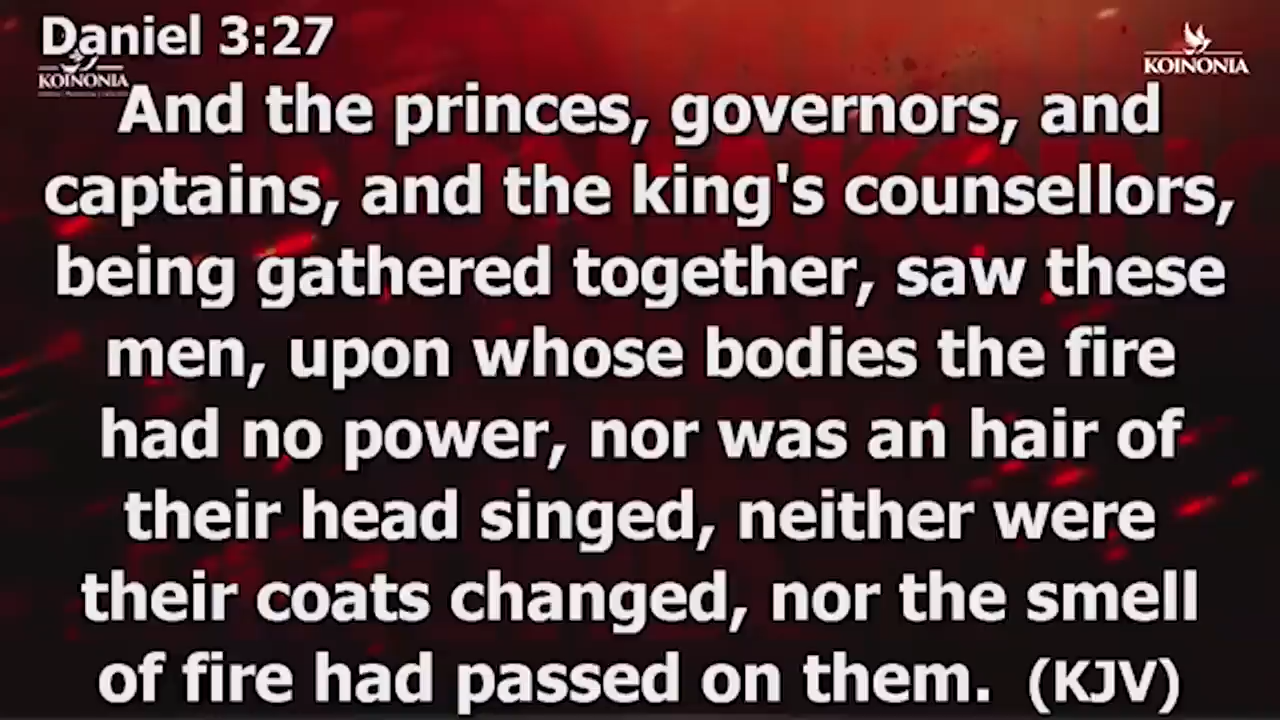 Daniel 3:27
KOINONIA
KOINONIA
And the princes, governors, and
captains, and the king's counsellors,
being gathered together, saw these
men, upon whose bodies the fire
had no power, nor was an hair of
their head singed, neither were
their coats changed, nor the smell
of fire had passed on them. (KJV)